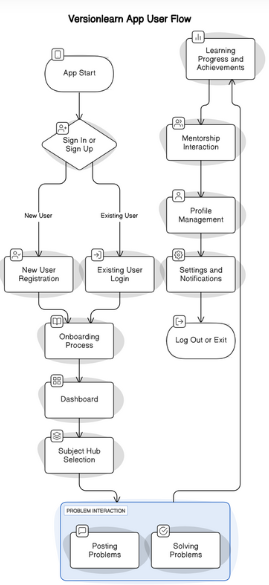 Versionlearn App User Flow
App Start
Sign In or
Sign Up
New User
Existing User
New User
Registration
Existing User
Login
Onboarding
Process
Dashboard
Subject Hub
Selection
PROBLEM INTERACTION
Posting
Problems
Solving
Problems
Learning
Progress and
Achievements
Mentorship
Interaction
Profile
Management
Settings and
Notifications
Log Out or Exit